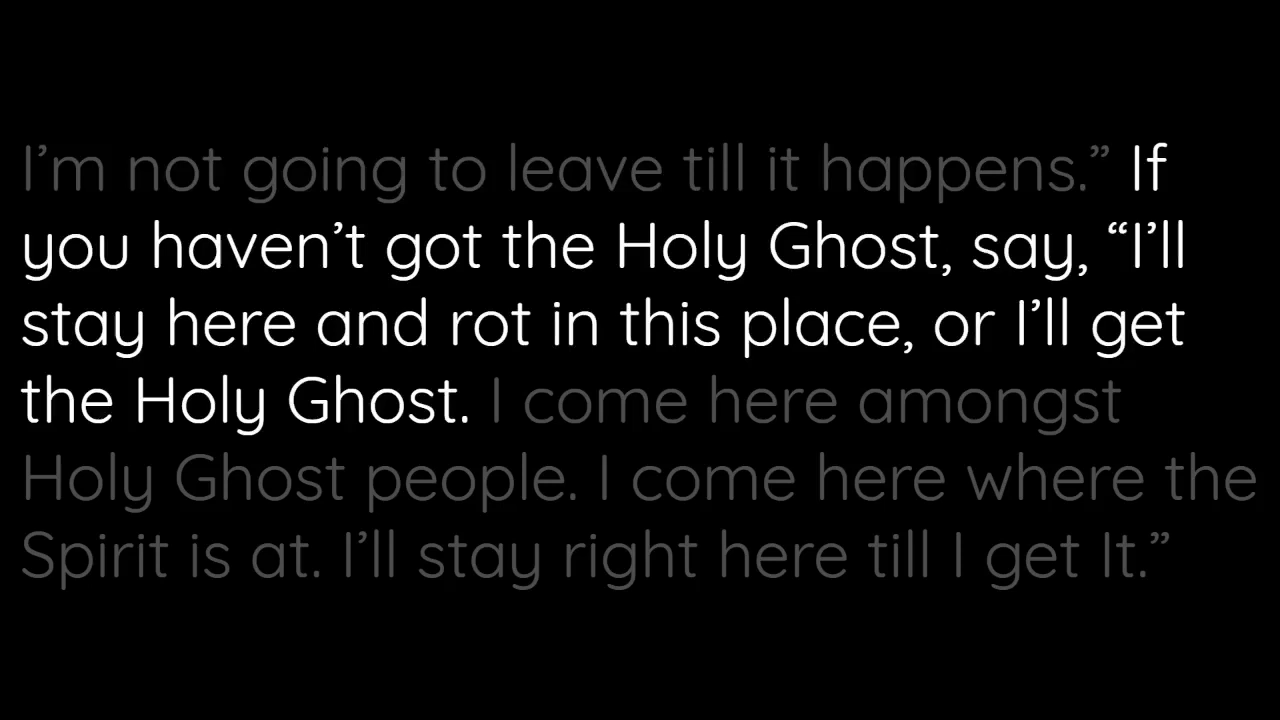 I’m not going to leave till it happens.” If
you haven’t got the Holy Ghost, say, “I’ll
stay here and rot in this place, or I’ll get
the Holy Ghost. I come here amongst
Holy Ghost people. I come here where the
Spirit is at. I’ll stay right here till I get It.”